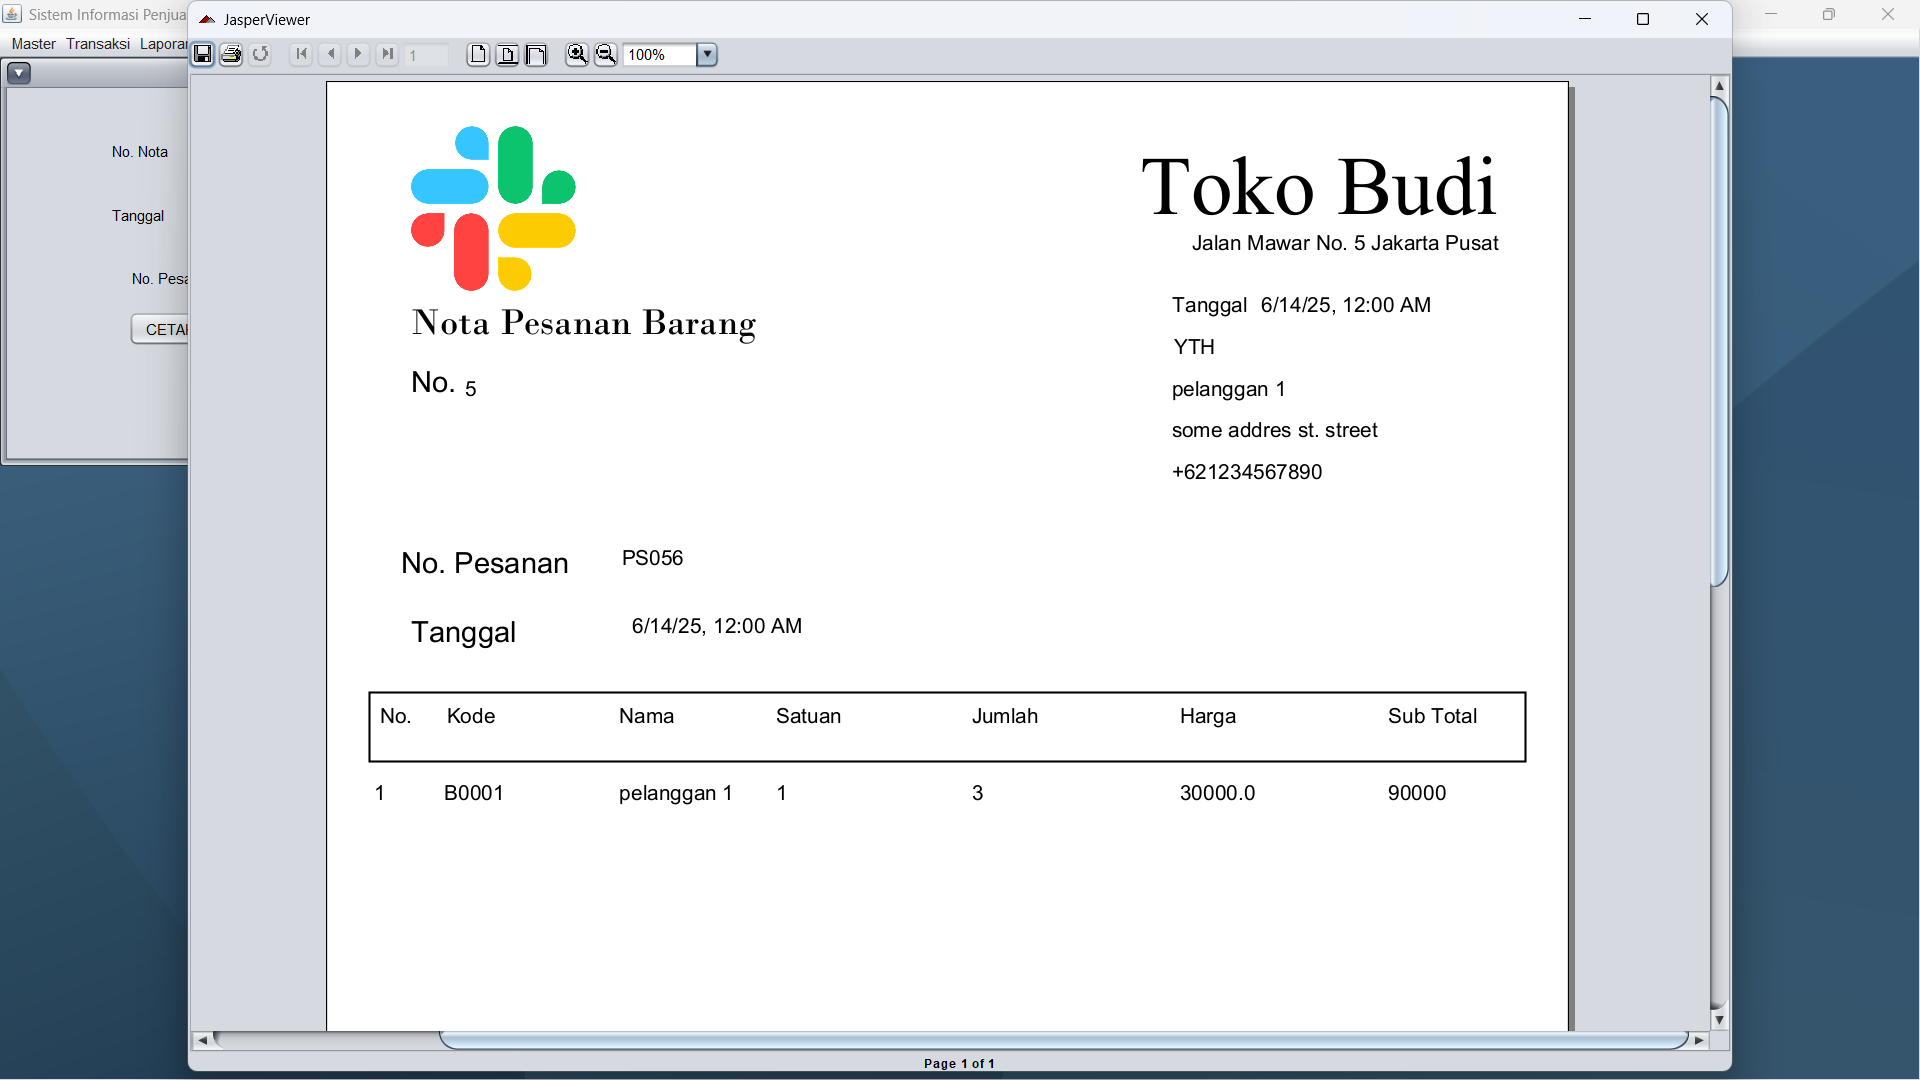 Sistem Informasi Penjua
JasperViewer
Master Transaksi Laporan
1
100%
No. Nota
Tanggal
No. Pesa
CETAK
Toko Budi
Jalan Mawar No. 5 Jakarta Pusat
Nota Pesanan Barang
No. 5
Tanggal 6/14/25, 12:00 AM
YTH
pelanggan 1
some addres st. street
+621234567890
No. Pesanan PS056
Tanggal 6/14/25, 12:00 AM
No. Kode Nama Satuan Jumlah Harga Sub Total
1 B0001 pelanggan 1 1 3 30000.0 90000
Page 1 of 1